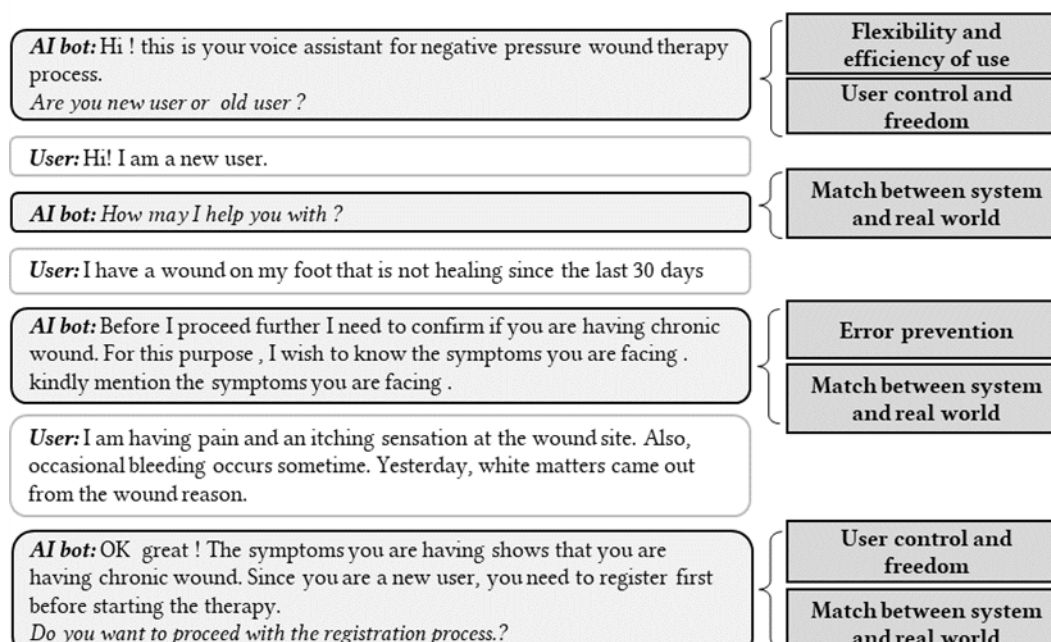 AI bot: Hi ! this is your voice assistant for negative pressure wound therapy
process.
Are you new user or old user ?
Flexibility and
efficiency of use
User control and
freedom
User: Hi! I am a new user.
AI bot: How may I help you with ?
Match between system
and real world
User: I have a wound on my foot that is not healing since the last 30 days
AI bot: Before I proceed further I need to confirm if you are having chronic
wound. For this purpose , I wish to know the symptoms you are facing .
kindly mention the symptoms you are facing .
Error prevention
Match between system
and real world
User: I am having pain and an itching sensation at the wound site. Also,
occasional bleeding occurs sometime. Yesterday, white matters came out
from the wound reason.
AI bot: OK great ! The symptoms you are having shows that you are
having chronic wound. Since you are a new user, you need to register first
before starting the therapy.
Do you want to proceed with the registration process.?
User control and
freedom
Match between system
and real world